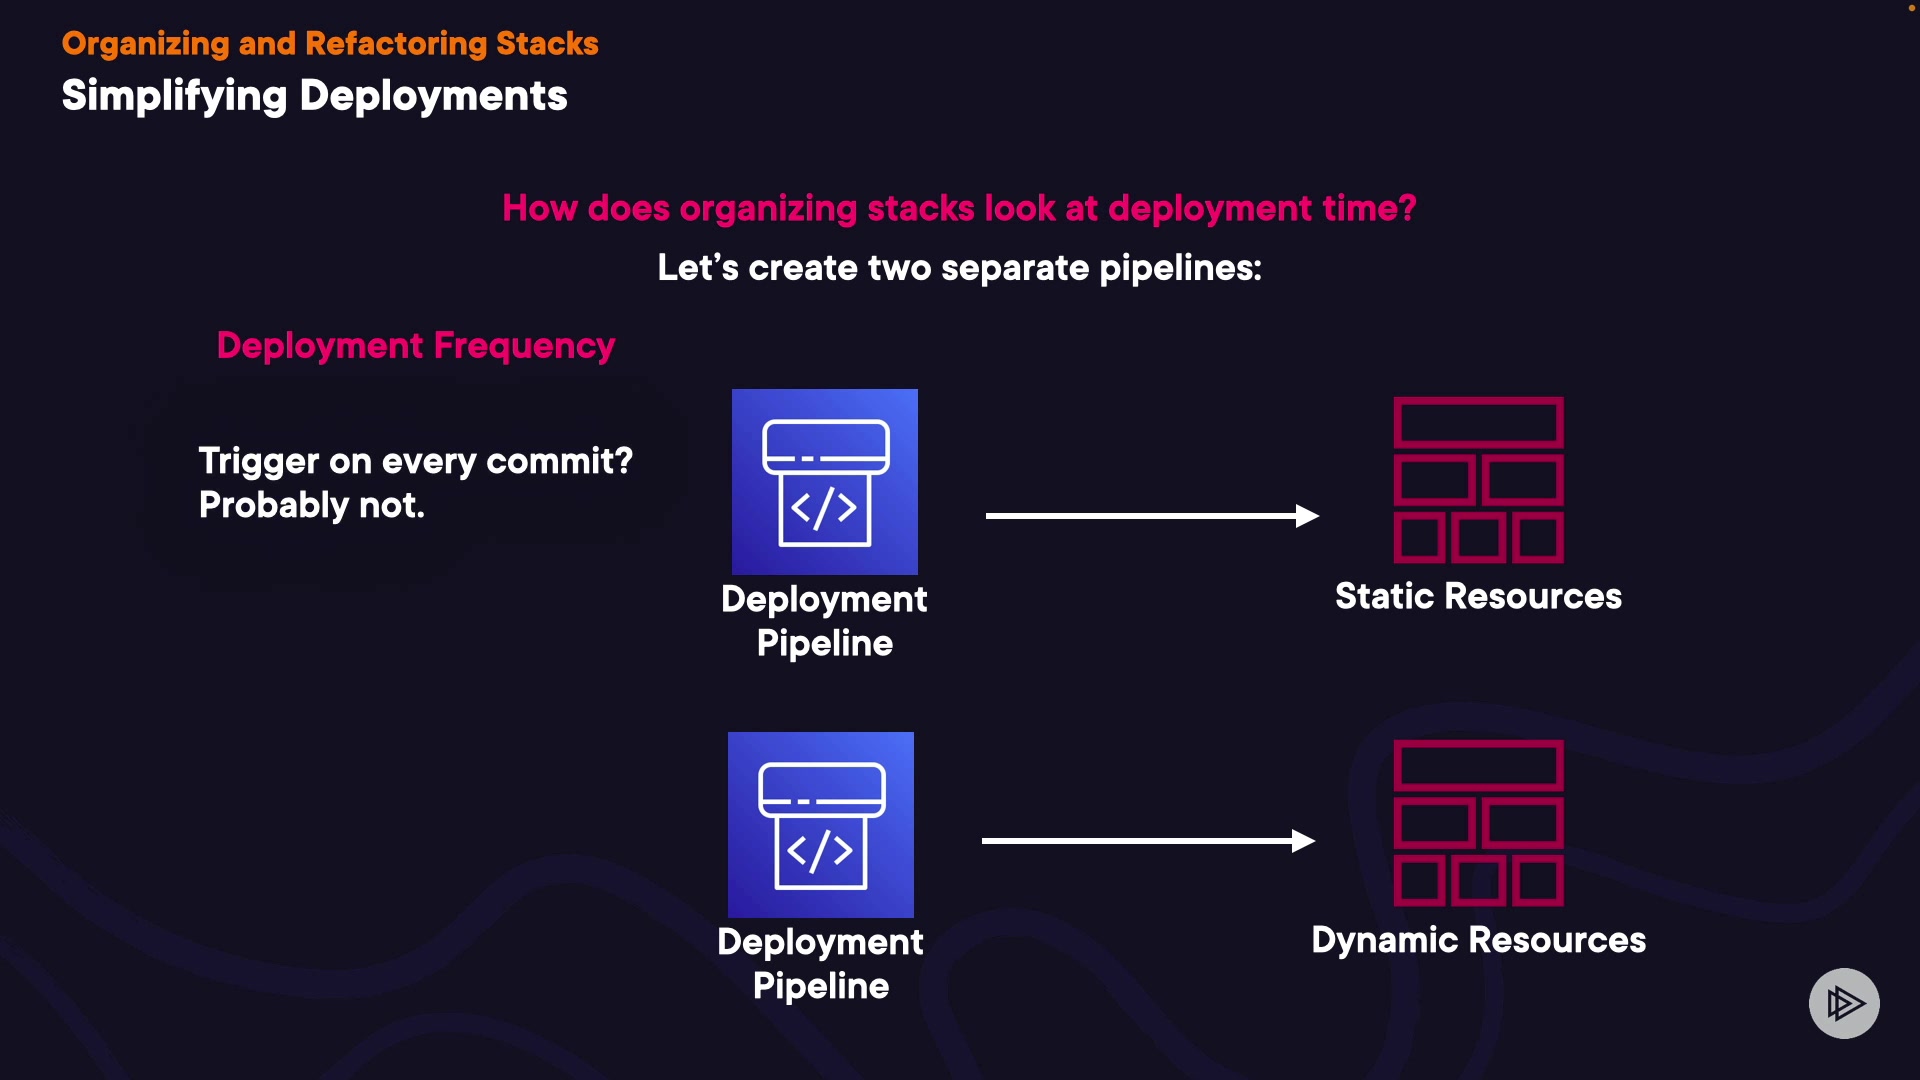 Organizing and Refactoring Stacks
Simplifying Deployments
How does organizing stacks look at deployment time?
Let’s create two separate pipelines:
Deployment Frequency
Trigger on every commit?
Probably not.
</>
Deployment
Pipeline
Static Resources
</>
Deployment
Pipeline
Dynamic Resources